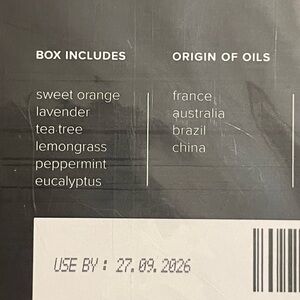 BOX INCLUDES
sweet orange
lavender
tea tree
lemongrass
peppermint
eucalyptus
ORIGIN OF OILS
france
australia
brazil
china
USE BY : 27.09.2026